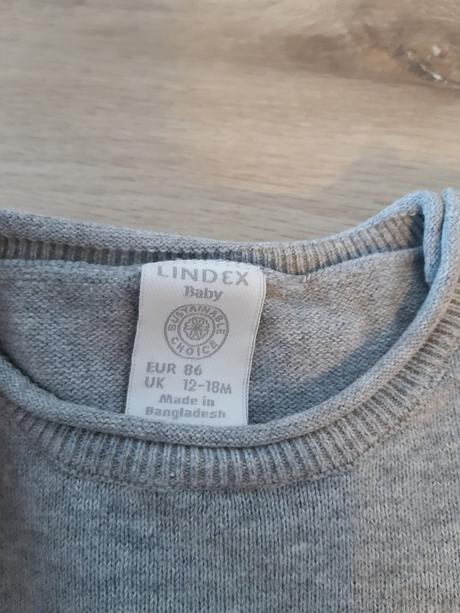 LINDEX
Baby
SUSTAINABLE
CHOICE
EUR 86
UK 12-18M
Made in
Bangladesh